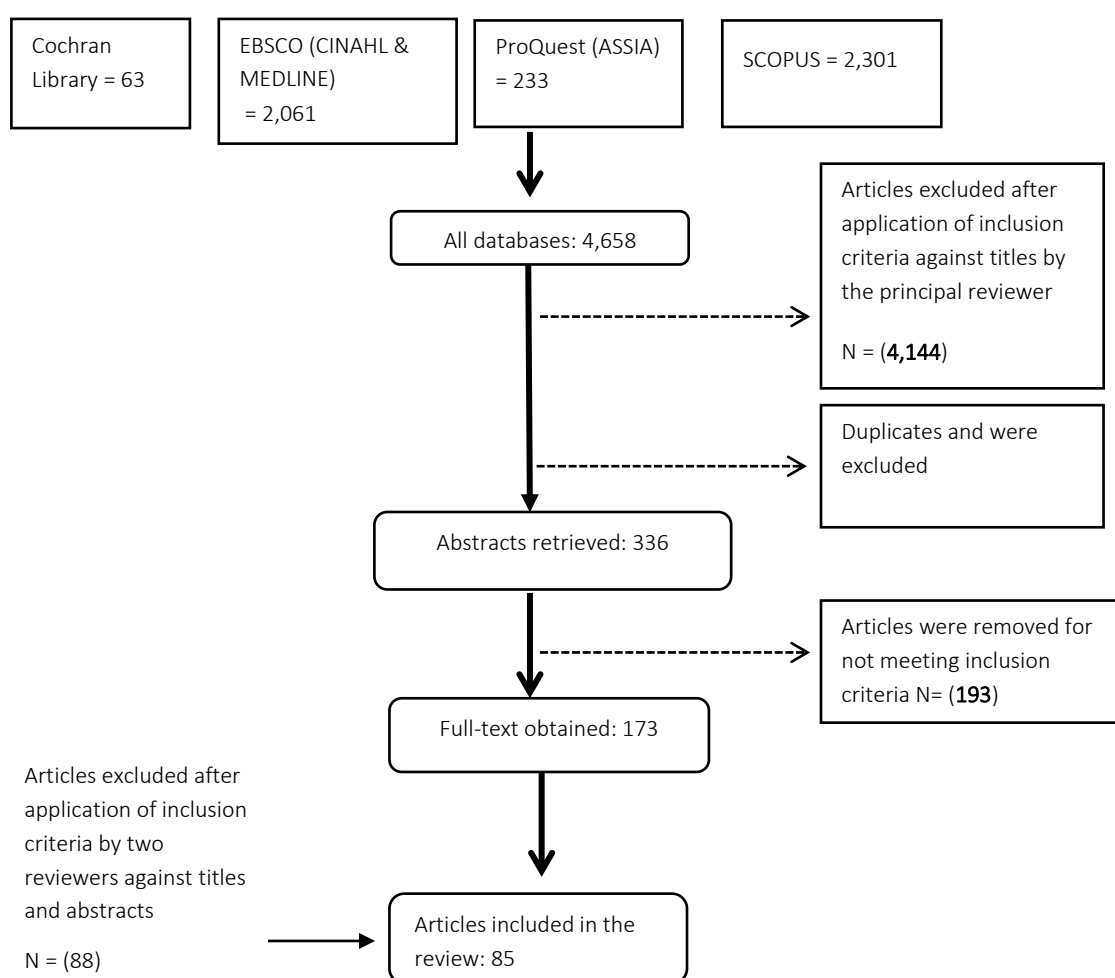 Cochran
Library = 63
EBSCO (CINAHL &
MEDLINE)
= 2,061
ProQuest (ASSIA)
= 233
SCOPUS = 2,301
All databases: 4,658
Articles excluded after
application of inclusion
criteria against titles by
the principal reviewer
N = (4,144)
Duplicates and were
excluded
Abstracts retrieved: 336
Articles were removed for
not meeting inclusion
criteria N= (193)
Full-text obtained: 173
Articles excluded after
application of inclusion
criteria by two
reviewers against titles
and abstracts
N = (88)
Articles included in the
review: 85